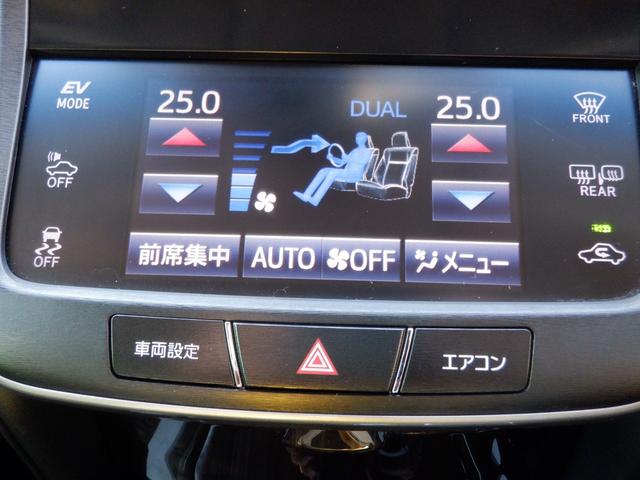 EV MODE
25.0
DUAL
25.0
FRONT
OFF
REAR
OFF
前席集中
AUTO
OFF
メニュー
車両設定
エアコン